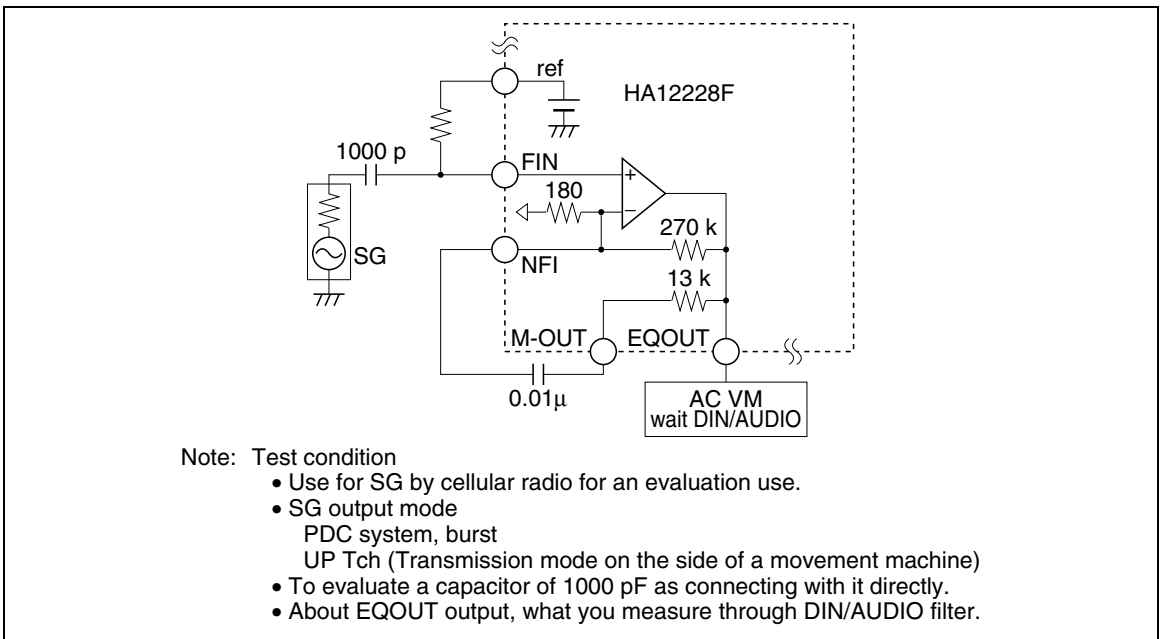 ref
HA12228F
1000 p
FIN
180
SG
270 k
NFI
13 k
M-OUT EQOUT
0.01μ
AC VM
wait DIN/AUDIO
Note: Test condition
• Use for SG by cellular radio for an evaluation use.
• SG output mode
PDC system, burst
UP Tch (Transmission mode on the side of a movement machine)
• To evaluate a capacitor of 1000 pF as connecting with it directly.
• About EQOUT output, what you measure through DIN/AUDIO filter.